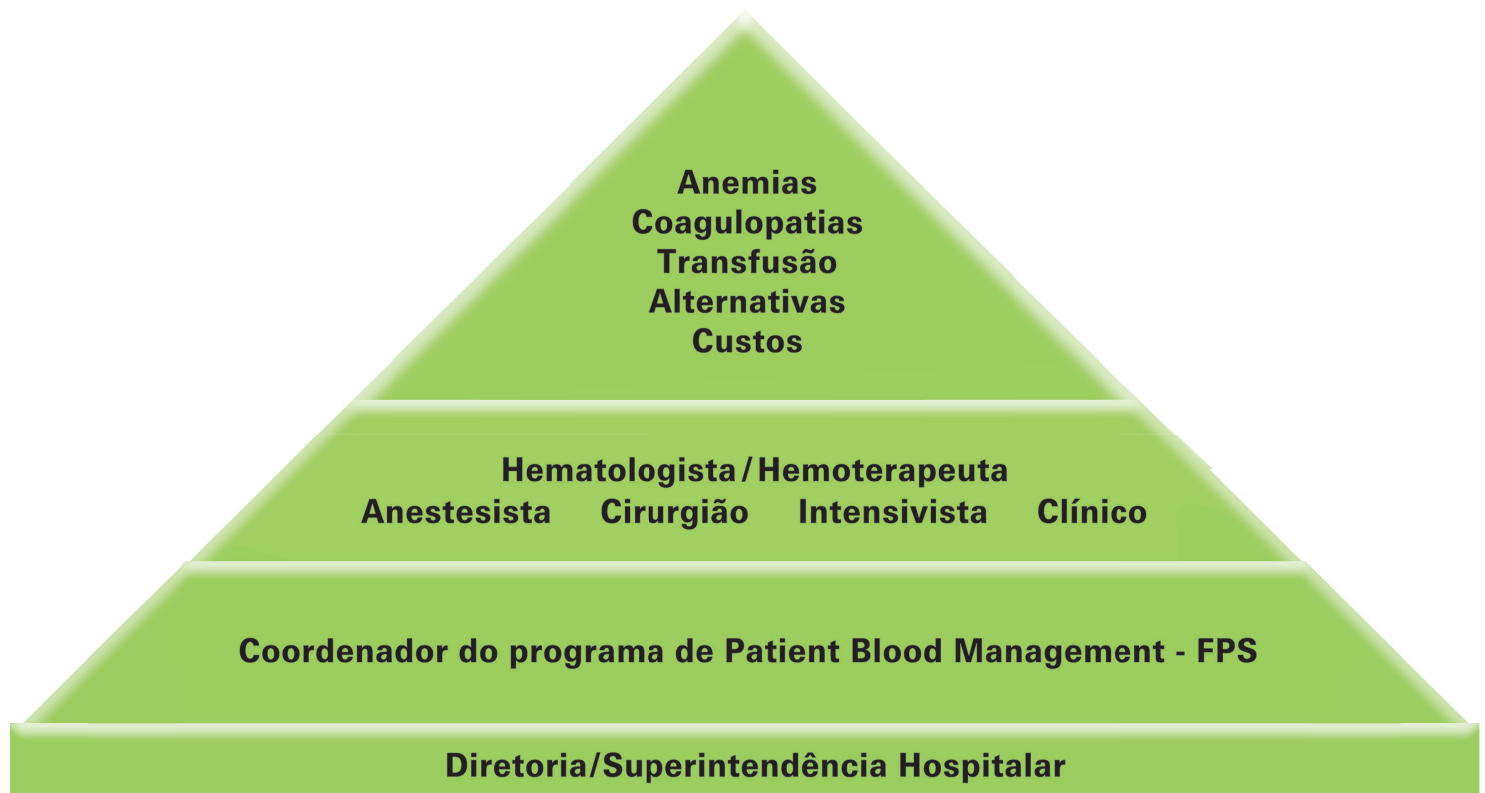 Anemias
Coagulopatias
Transfusão
Alternativas
Custos
Hematologista/Hemoterapeuta
Anestesista Cirurgião Intensivista Clínico
Coordenador do programa de Patient Blood Management - FPS
Diretoria/Superintendência Hospitalar